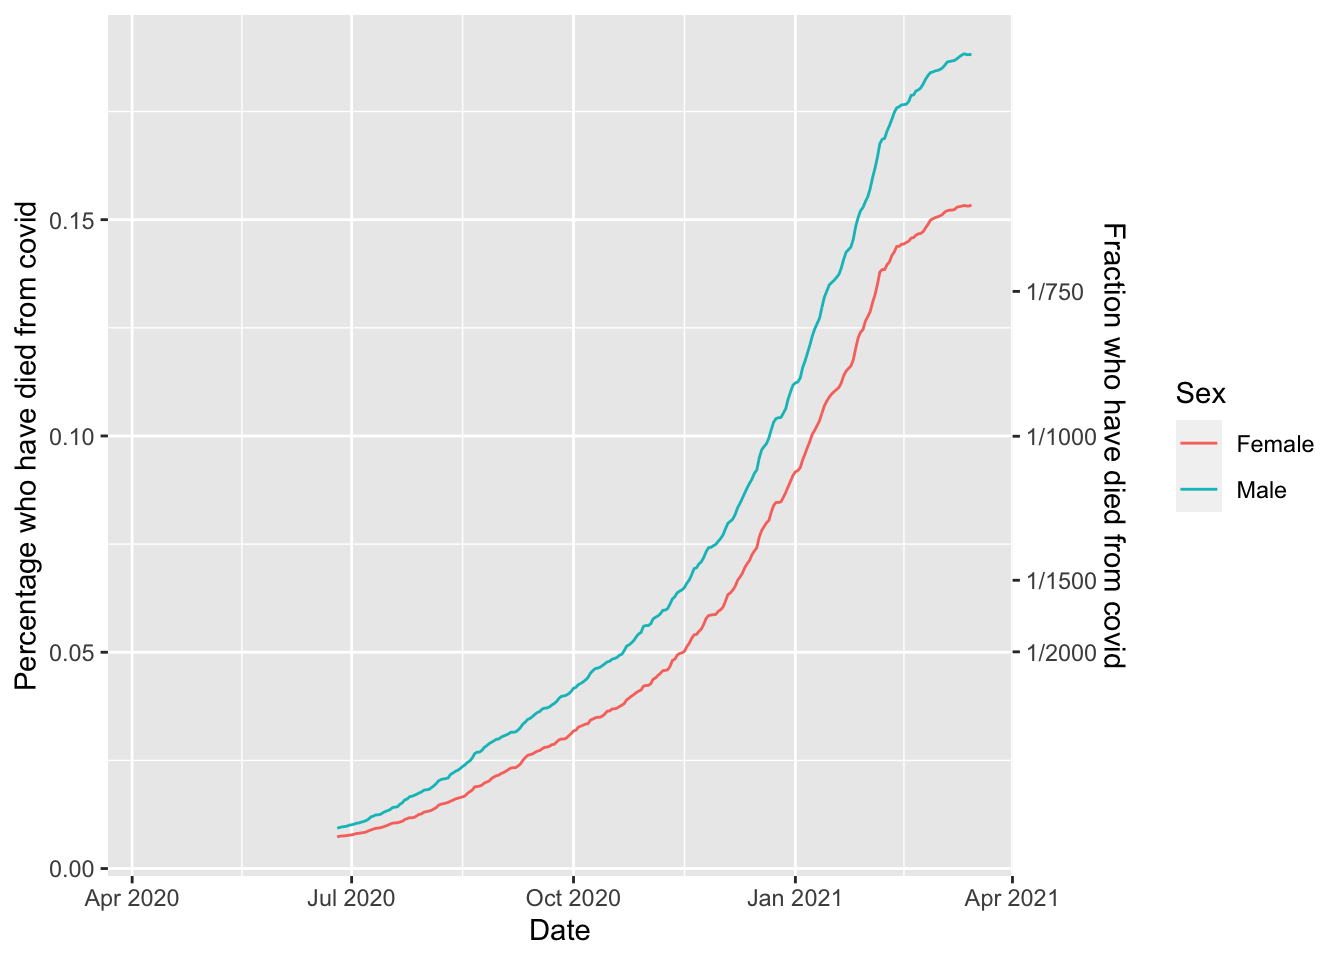 Percentage who have died from covid
0.15
0.10
0.05
0.00
Apr 2020
Jul 2020
Oct 2020
Jan 2021
Apr 2021
Date
1/750
1/1000
1/1500
1/2000
Fraction who have died from covid
Sex
Female
Male